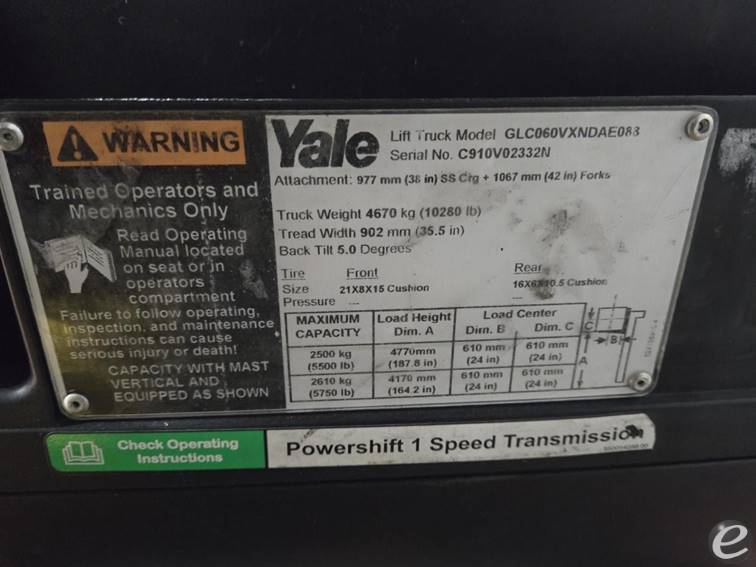 WARNING
Trained Operators and
Mechanics Only
Read Operating
Manual located
on seat or in
operators
compartment
Failure to follow operating,
inspection, and maintenance
instructions can cause
serious injury or death!
CAPACITY WITH MAST
VERTICAL AND
EQUIPPED AS SHOWN
Yale
Lift Truck Model GLC060VXNDAE088
Serial No. C910V02332N
Attachment: 977 mm (38 in) SS Crg + 1067 mm (42 in) Forks
Truck Weight 4670 kg (10280 lb)
Tread Width 902 mm (35.5 in)
Back Tilt 5.0 Degrees
Tire Front Rear
Size 21X8X15 Cushion 16X6X10.5 Cushion
Pressure
MAXIMUM CAPACITY Load Height Dim. A Load Center Dim. B Dim. C
2500 kg (5500 lb) 4770mm (187.8 in) 610 mm (24 in) 610 mm (24 in)
2610 kg (5750 lb) 4170 mm (164.2 in) 610 mm (24 in) 610 mm (24 in)
C
B
A
Check Operating
Instructions
Powershift 1 Speed Transmission
e